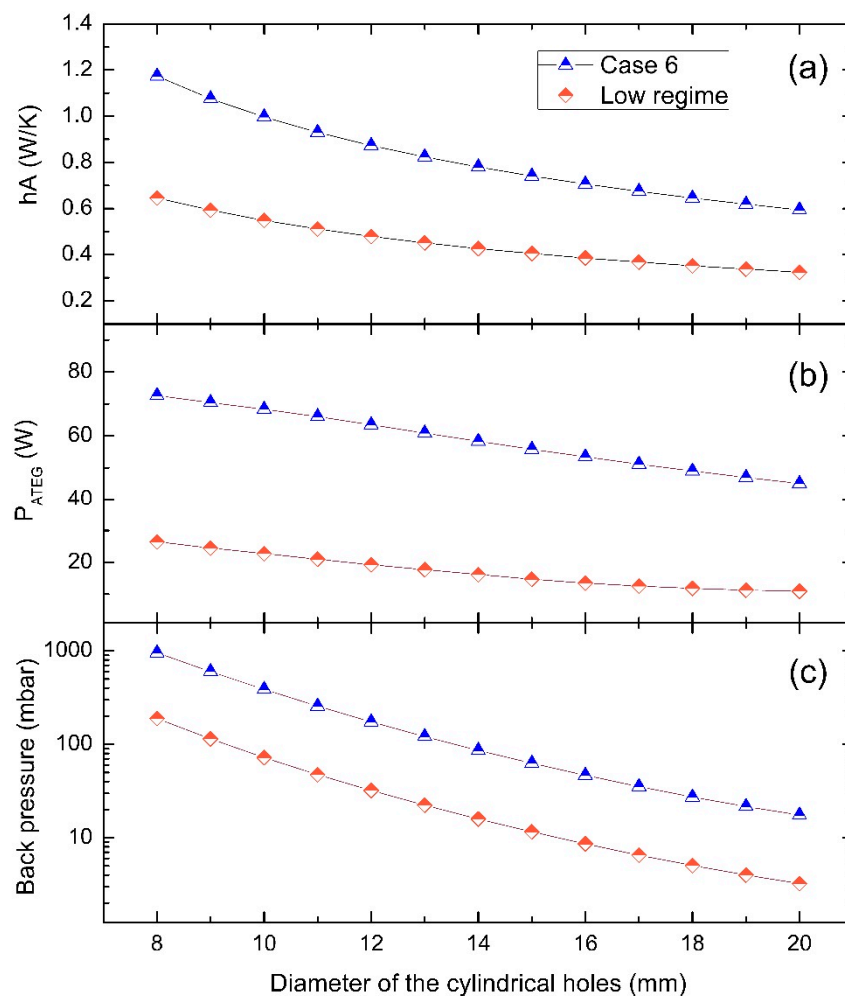 1.4
1.2
1.0
0.8
0.6
0.4
0.2
hA (W/K)
(a)
Case 6
Low regime
80
60
40
20
P_ATEG (W)
(b)
1000
100
10
Back pressure (mbar)
(c)
8 10 12 14 16 18 20
Diameter of the cylindrical holes (mm)